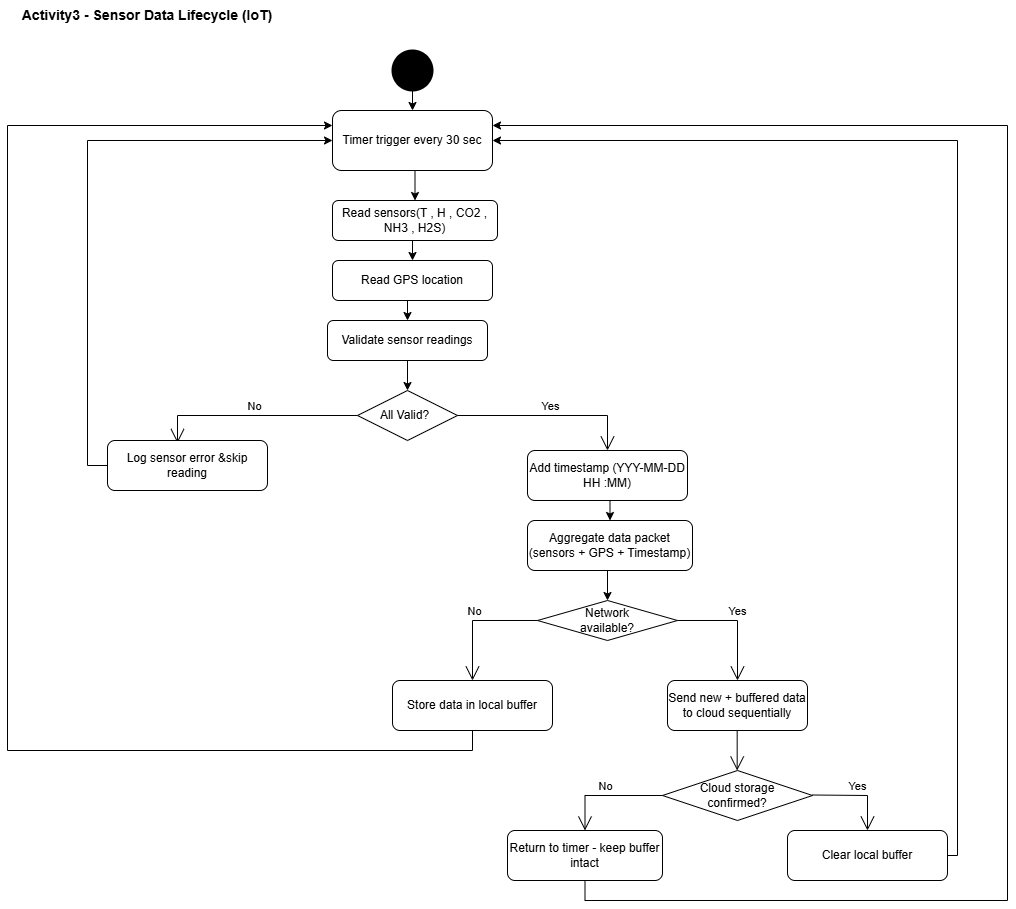 Activity3 - Sensor Data Lifecycle (IoT)
Timer trigger every 30 sec
Read sensors(T , H , CO2 ,
NH3 , H2S)
Read GPS location
Validate sensor readings
All Valid?
No
Yes
Log sensor error &skip
reading
Add timestamp (YYY-MM-DD
HH :MM)
Aggregate data packet
(sensors + GPS + Timestamp)
Network
available?
No
Yes
Store data in local buffer
Send new + buffered data
to cloud sequentially
Cloud storage
confirmed?
No
Yes
Return to timer - keep buffer
intact
Clear local buffer